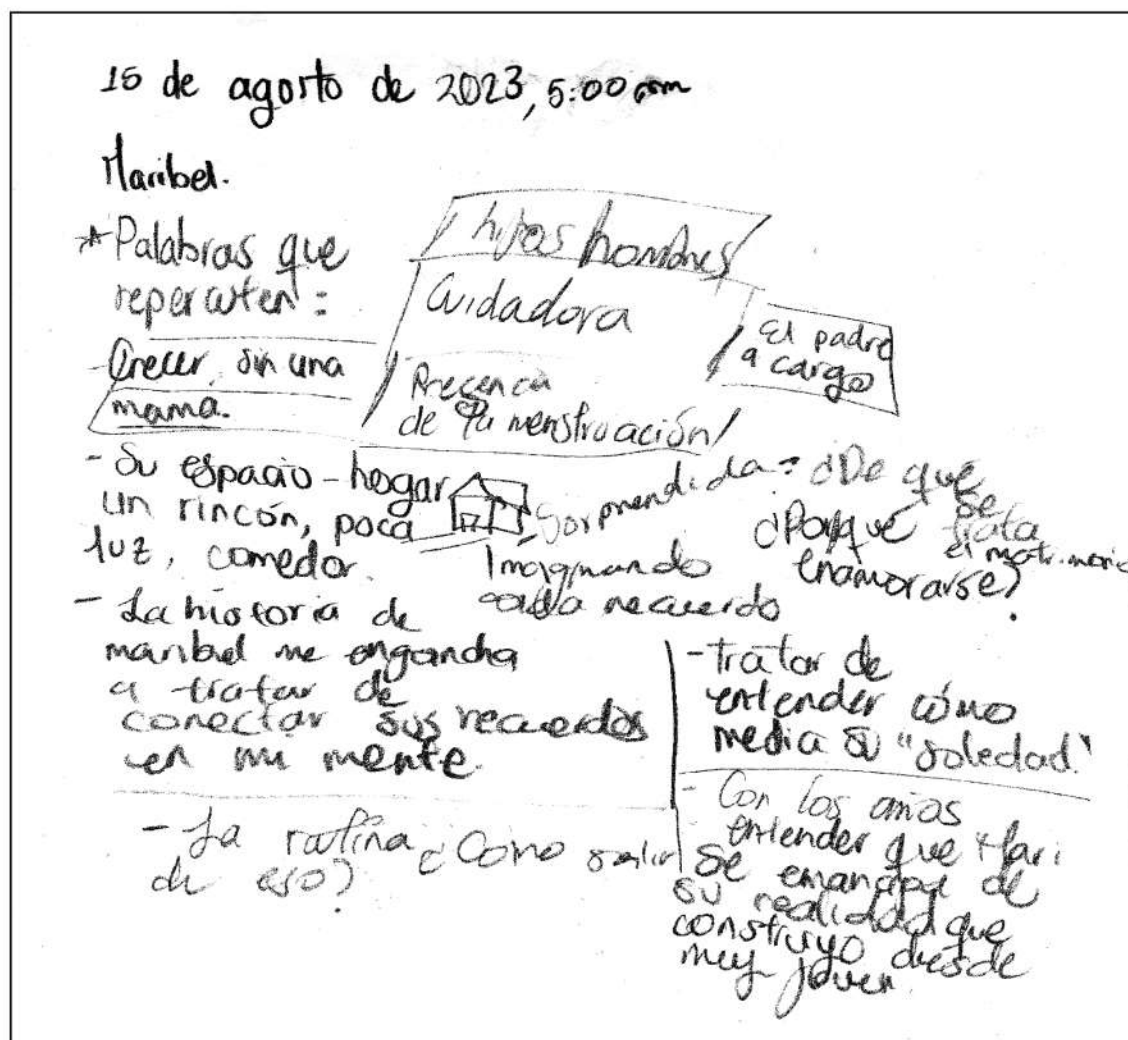 15 de agosto de 2023, 5:00 pm
Maribel.
*Palabras que
repercuten:
- Crecer sin una
mamá.
hijos hombres
Cuidadora
Precencia
de la menstruación
El padre
a cargo
- Su espacio - hogar
un rincón, poca
luz, comedor.
Sorprendida = ¿De qué
se
trata
el matrimonio
¿Porque
enamorarse?
Imaginando
cada recuerdo
- La historia de
maribel me engancha
a tratar de
conectar sus recuerdos
en mi mente.
- tratar de
entender cómo
media su "soledad"
- La rutina ¿Como salir
de eso?
- Con los años
entender que Mari
se emancipa de
su realidad que
construyo desde
muy joven.